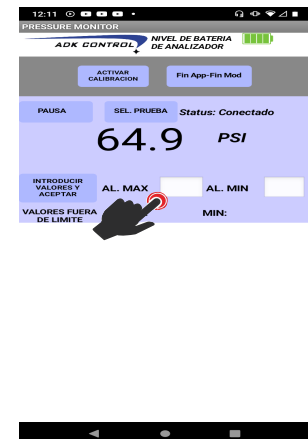 12:11
PRESSURE MONITOR
ADK CONTROL
NIVEL DE BATERIA
DE ANALIZADOR
ACTIVAR
CALIBRACION
Fin App-Fin Mod
PAUSA
SEL. PRUEBA
Status: Conectado
64.9 PSI
INTRODUCIR
VALORES Y
ACEPTAR
AL. MAX
AL. MIN
VALORES FUERA
DE LIMITE
MIN: